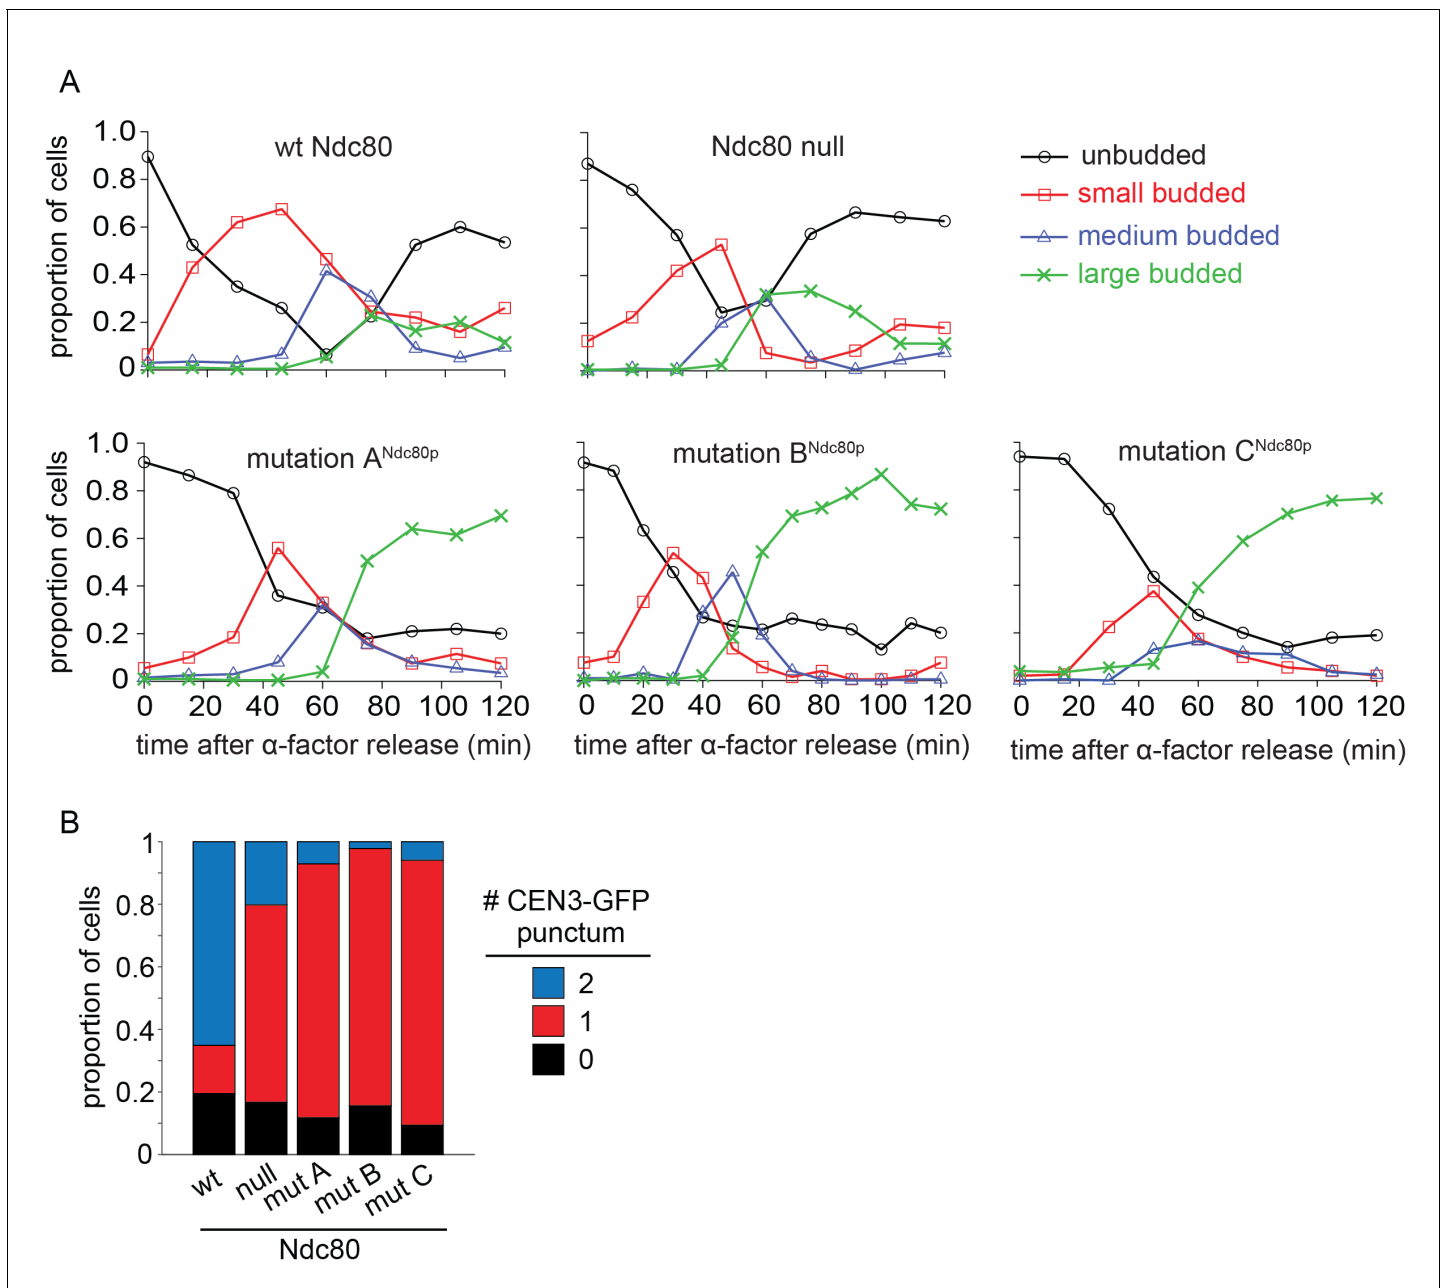 A
wt Ndc80
Ndc80 null
unbudded
small budded
medium budded
large budded
proportion of cells
1.0
0.8
0.6
0.4
0.2
0
mutation A^Ndc80p
mutation B^Ndc80p
mutation C^Ndc80p
proportion of cells
1.0
0.8
0.6
0.4
0.2
0
0 20 40 60 80 100 120
0 20 40 60 80 100 120
0 20 40 60 80 100 120
time after α-factor release (min)
time after α-factor release (min)
time after α-factor release (min)
B
proportion of cells
1
0.8
0.6
0.4
0.2
0
wt
null
mut A
mut B
mut C
Ndc80
# CEN3-GFP
punctum
2
1
0